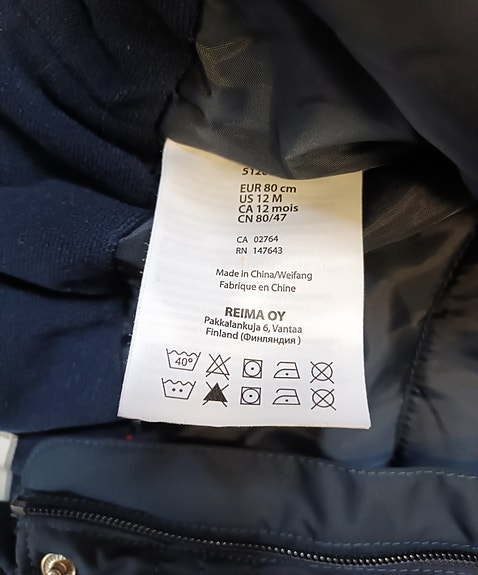 EUR 80 cm
US 12 M
CA 12 mois
CN 80/47
CA 02764
RN 147643
Made in China/Weifang
Fabrique en Chine
REIMA OY
Pakkalankuja 6, Vantaa
Finland (Финляндия )
40°